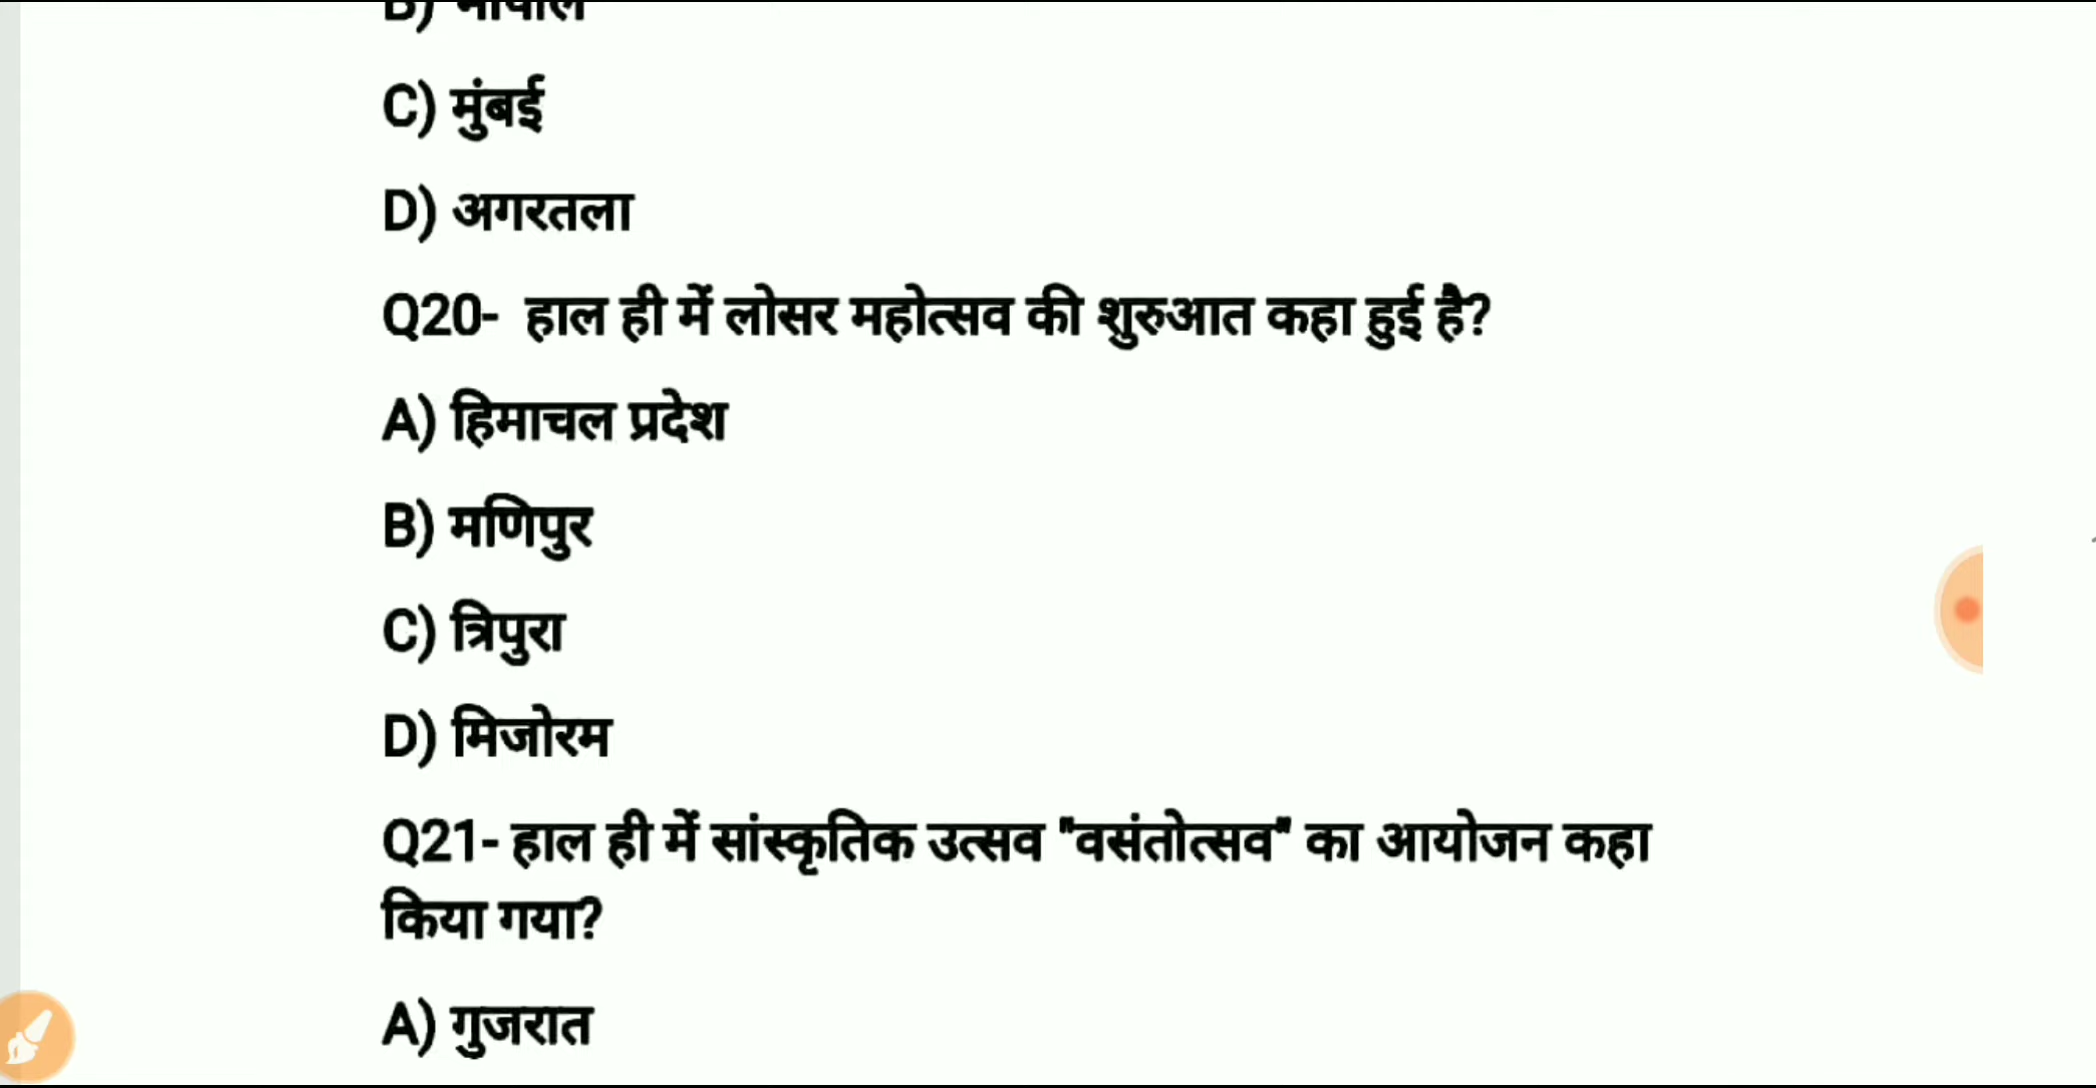 C) मुंबई
D) अगरतला
Q20- हाल ही में लोसर महोत्सव की शुरुआत कहा हुई है?
A) हिमाचल प्रदेश
B) मणिपुर
C) त्रिपुरा
D) मिजोरम
Q21- हाल ही में सांस्कृतिक उत्सव "वसंतोत्सव" का आयोजन कहा
किया गया?
A) गुजरात